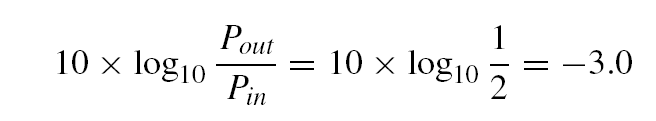 10 × log₁₀ P_out / P_in = 10 × log₁₀ 1 / 2 = −3.0